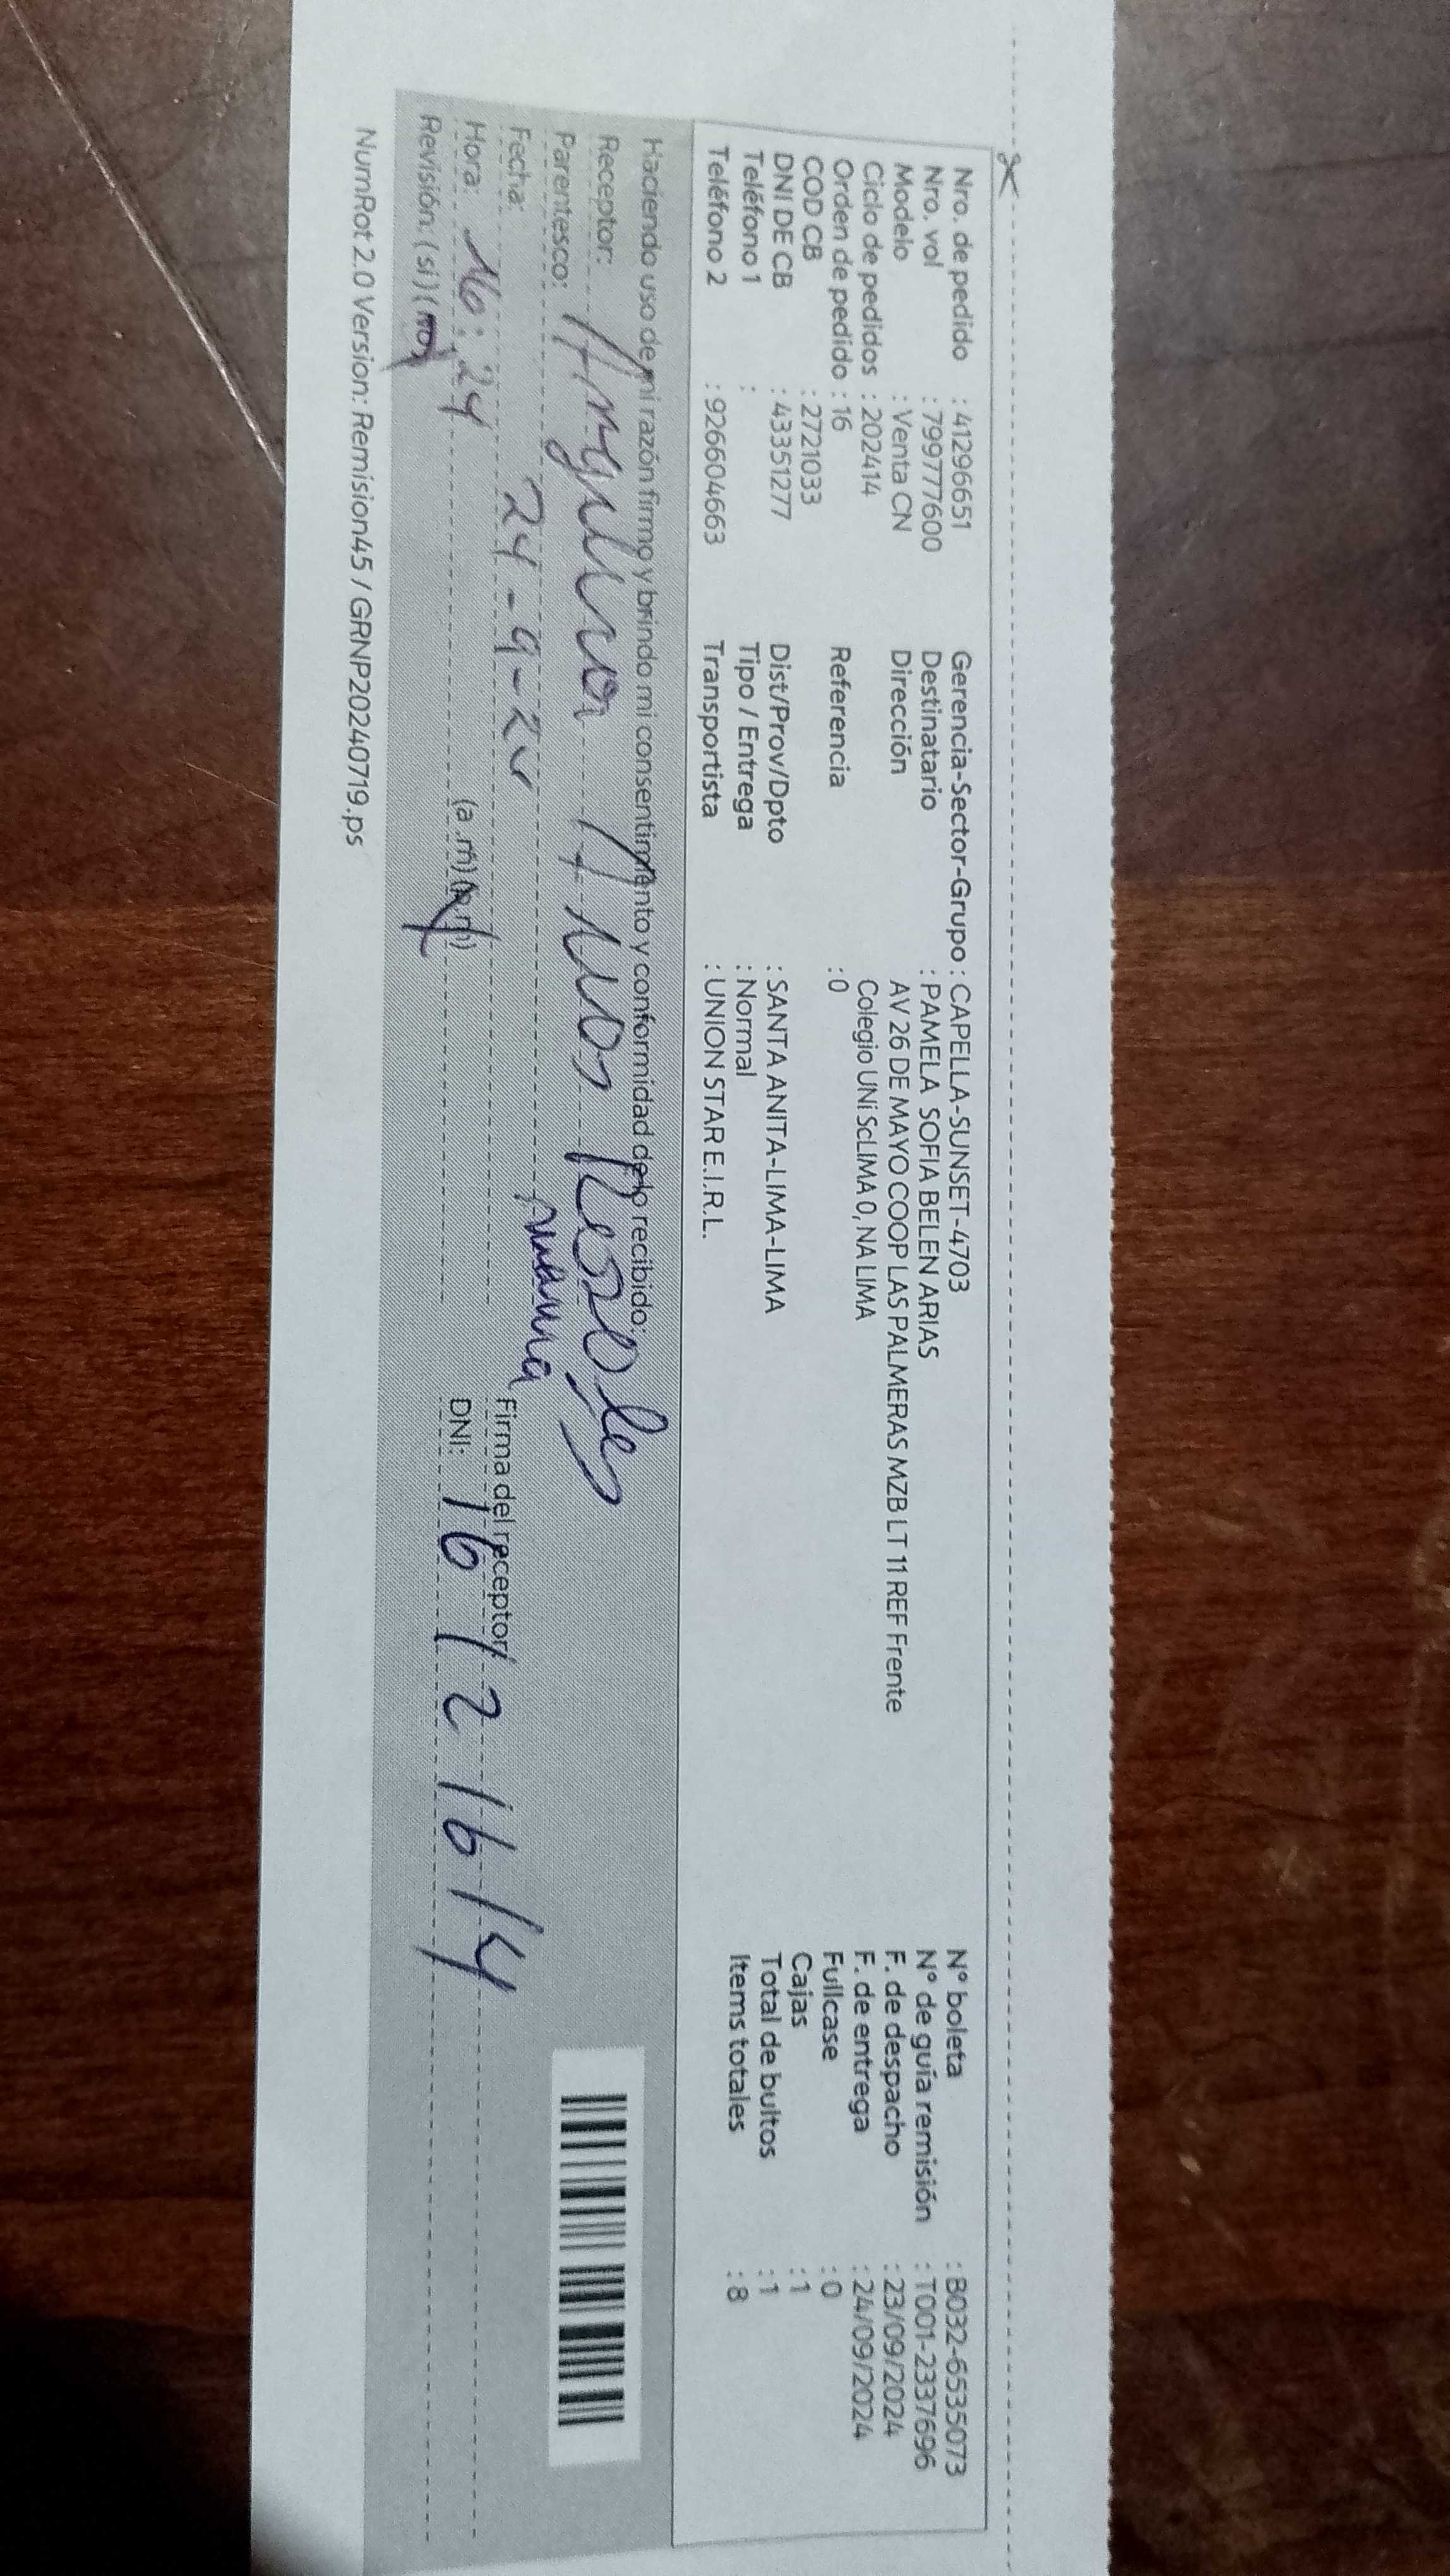 Nro. de pedido : 41296651
Nro. vol : 799777600
Modelo : Venta CN
Ciclo de pedidos : 202414
Orden de pedido : 16
COD CB : 2721033
DNI DE CB : 43351277
Teléfono 1 :
Teléfono 2 : 926604663
Gerencia-Sector-Grupo : CAPELLA-SUNSET-4703
Destinatario : PAMELA SOFIA BELEN ARIAS
Dirección AV 26 DE MAYO COOP LAS PALMERAS MZB LT 11 REF Frente
Colegio UNi ScLIMA 0, NA LIMA
Referencia :0
Dist/Prov/Dpto : SANTA ANITA-LIMA-LIMA
Tipo / Entrega : Normal
Transportista : UNION STAR E.I.R.L.
N° boleta : B032-6535073
N° de guía remisión : T001-2337696
F. de despacho : 23/09/2024
F. de entrega : 24/09/2024
Fullcase : 0
Cajas : 1
Total de bultos : 1
Items totales : 8
Haciendo uso de mi razón firmo y brindo mi consentimiento y conformidad de lo recibido:
Receptor:
Parentesco:
Fecha: 24-9-24
Hora: 16:24 (a.m) (p.m)
Revisión: (si) (no)
Firma del receptor
DNI: 16721614
NumRot 2.0 Version: Remision45 / GRNP20240719.ps